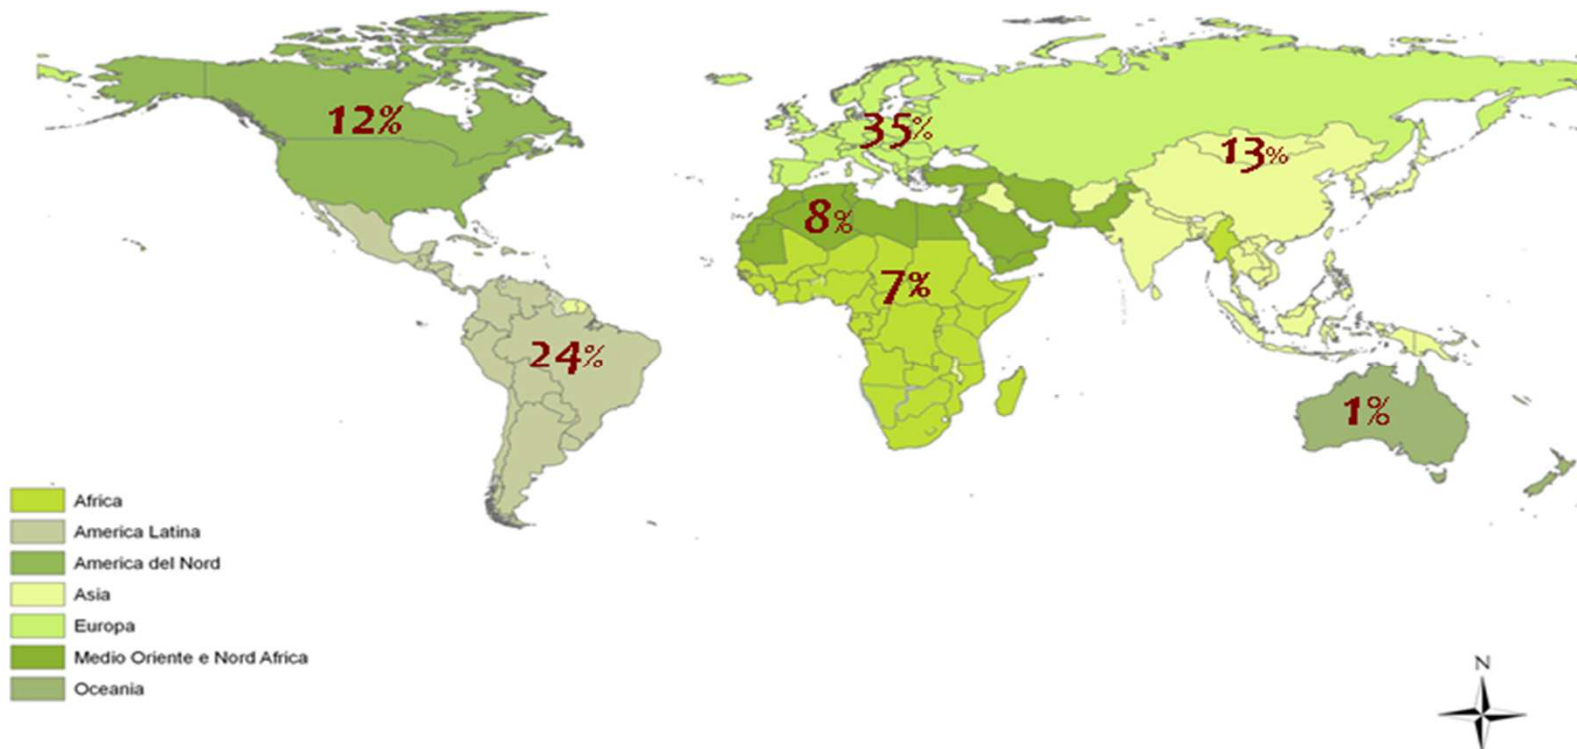 12%
35%
13%
8%
7%
24%
1%
Africa
America Latina
America del Nord
Asia
Europa
Medio Oriente e Nord Africa
Oceania
N